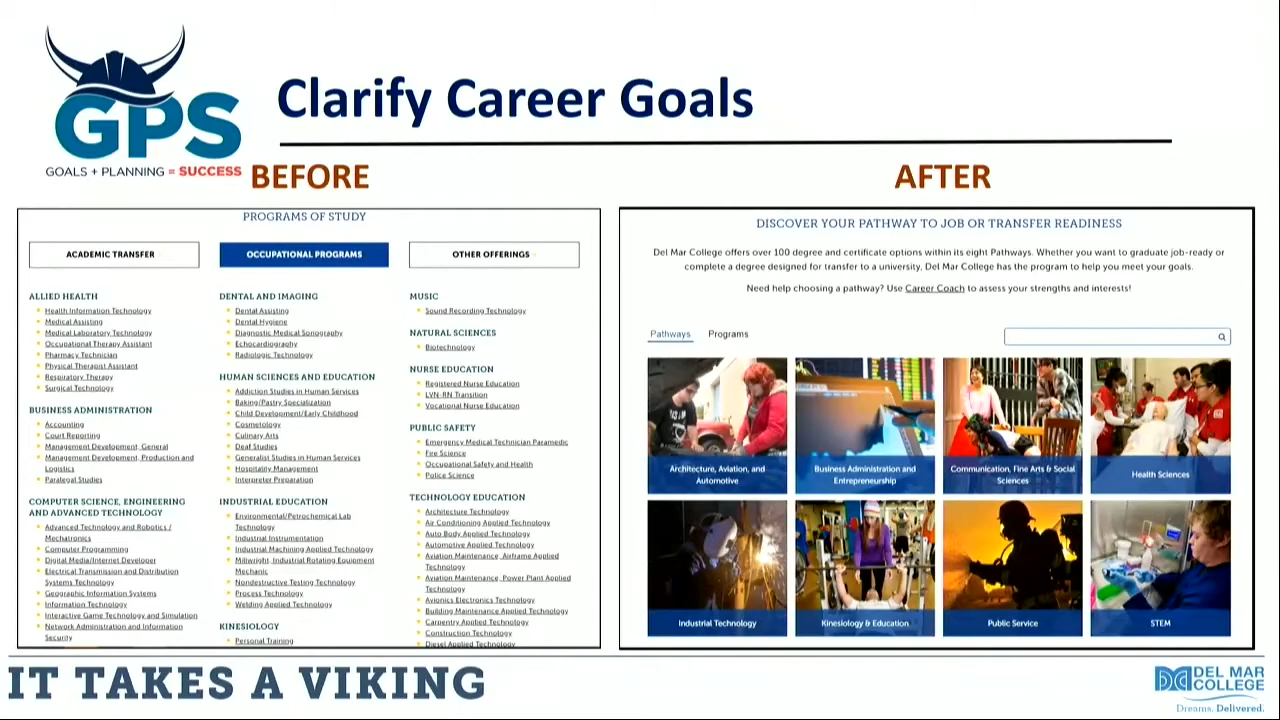 GPS
GOALS + PLANNING = SUCCESS
Clarify Career Goals
BEFORE
AFTER
PROGRAMS OF STUDY
ACADEMIC TRANSFER
OCCUPATIONAL PROGRAMS
OTHER OFFERINGS
ALLIED HEALTH
Health Information Technology
Medical Assisting
Medical Laboratory Technology
Occupational Therapy Assistant
Pharmacy Technician
Physical Therapist Assistant
Respiratory Therapy
Surgical Technology
BUSINESS ADMINISTRATION
Accounting
Court Reporting
Management Development, General
Management Development, Production and
Logistics
Paralegal Studies
COMPUTER SCIENCE, ENGINEERING
AND ADVANCED TECHNOLOGY
Advanced Technology and Robotics /
Mechatronics
Computer Programming
Digital Media/Internet Developer
Electrical Transmission and Distribution
Systems Technology
Geographic Information Systems
Information Technology
Interactive Game Technology and Simulation
Network Administration and Information
Security
DENTAL AND IMAGING
Dental Assisting
Dental Hygiene
Diagnostic Medical Sonography
Echocardiography
Radiologic Technology
HUMAN SCIENCES AND EDUCATION
Addiction Studies in Human Services
Baking/Pastry Specialization
Child Development/Early Childhood
Cosmetology
Culinary Arts
Deaf Studies
Generalist Studies in Human Services
Hospitality Management
Interpreter Preparation
INDUSTRIAL EDUCATION
Environmental/Petrochemical Lab
Technology
Industrial Instrumentation
Industrial Machining Applied Technology
Millwright, Industrial Rotating Equipment
Mechanic
Nondestructive Testing Technology
Process Technology
Welding Applied Technology
KINESIOLOGY
Personal Training
MUSIC
Sound Recording Technology
NATURAL SCIENCES
Biotechnology
NURSE EDUCATION
Registered Nurse Education
LVN-RN Transition
Vocational Nurse Education
PUBLIC SAFETY
Emergency Medical Technician Paramedic
Fire Science
Occupational Safety and Health
Police Science
TECHNOLOGY EDUCATION
Architecture Technology
Air Conditioning Applied Technology
Auto Body Applied Technology
Automotive Applied Technology
Aviation Maintenance, Airframe Applied
Technology
Aviation Maintenance, Power Plant Applied
Technology
Avionics Electronics Technology
Building Maintenance Applied Technology
Carpentry Applied Technology
Construction Technology
Diesel Applied Technology
DISCOVER YOUR PATHWAY TO JOB OR TRANSFER READINESS
Del Mar College offers over 100 degree and certificate options within its eight Pathways. Whether you want to graduate job-ready or
complete a degree designed for transfer to a university, Del Mar College has the program to help you meet your goals.
Need help choosing a pathway? Use Career Coach to assess your strengths and interests!
Pathways
Programs
Architecture, Aviation, and
Automotive
Business Administration and
Entrepreneurship
Communication, Fine Arts & Social
Sciences
Health Sciences
Industrial Technology
Kinesiology & Education
Public Service
STEM
IT TAKES A VIKING
DEL MAR
COLLEGE
Dreams. Delivered.